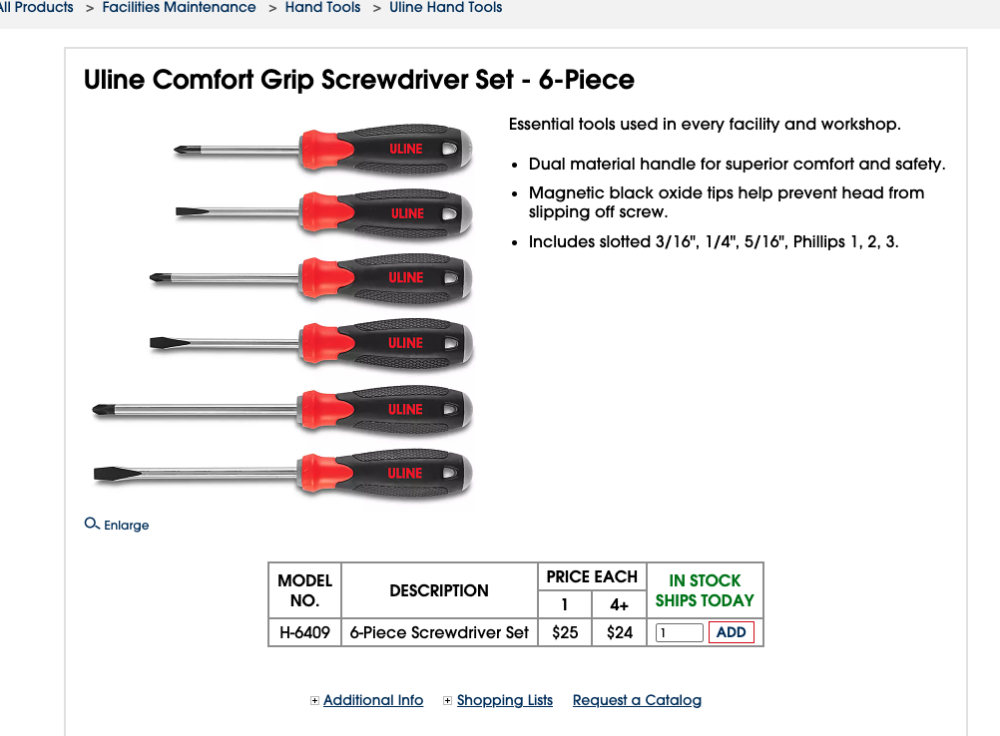 All Products > Facilities Maintenance > Hand Tools > Uline Hand Tools
Uline Comfort Grip Screwdriver Set - 6-Piece
Essential tools used in every facility and workshop.
• Dual material handle for superior comfort and safety.
• Magnetic black oxide tips help prevent head from
slipping off screw.
• Includes slotted 3/16", 1/4", 5/16", Phillips 1, 2, 3.
ULINE
ULINE
ULINE
ULINE
ULINE
ULINE
Enlarge
MODEL NO. DESCRIPTION PRICE EACH IN STOCK SHIPS TODAY
1 4+
H-6409 6-Piece Screwdriver Set $25 $24 1 ADD
Additional Info Shopping Lists Request a Catalog